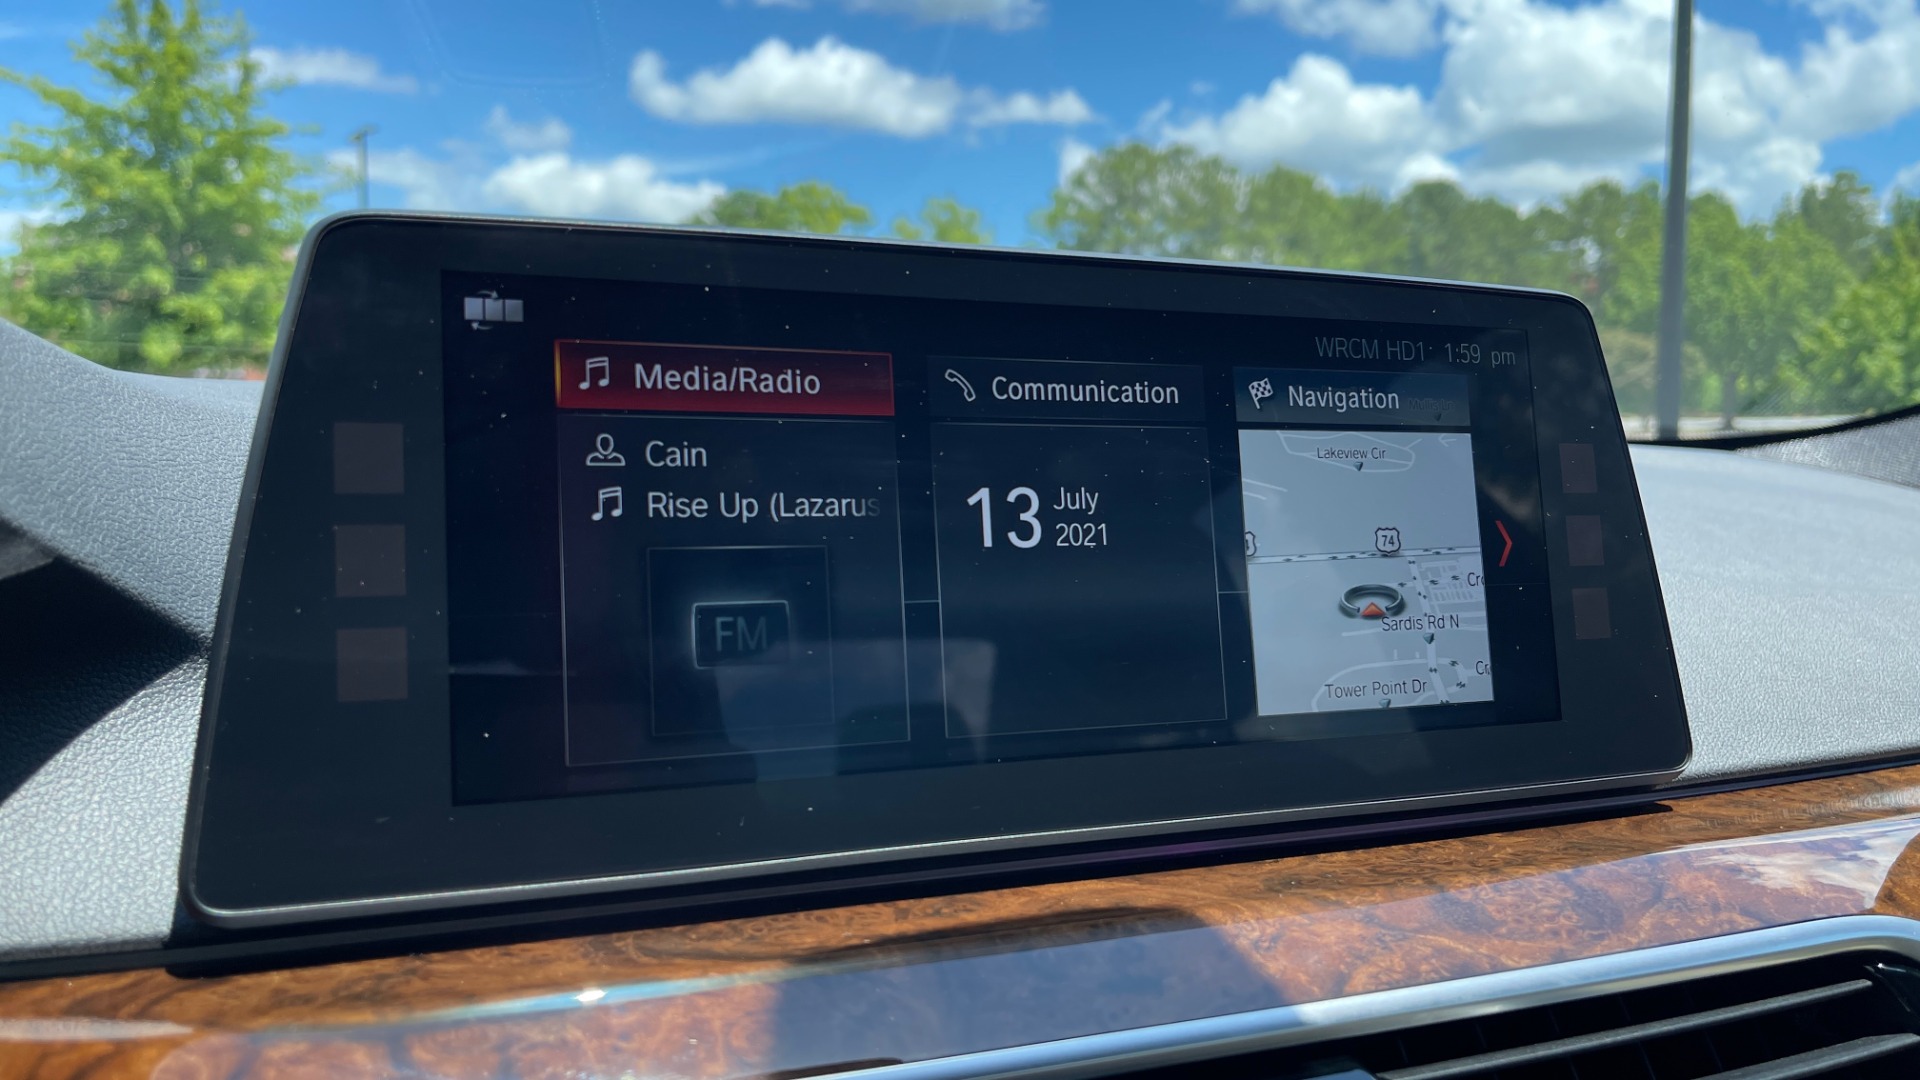 WRCM HD1 1:59 pm
Media/Radio
Cain
Rise Up (Lazarus
FM
Communication
13 July
2021
Navigation
Lakeview Cir
74
Sardis Rd N
Tower Point Dr